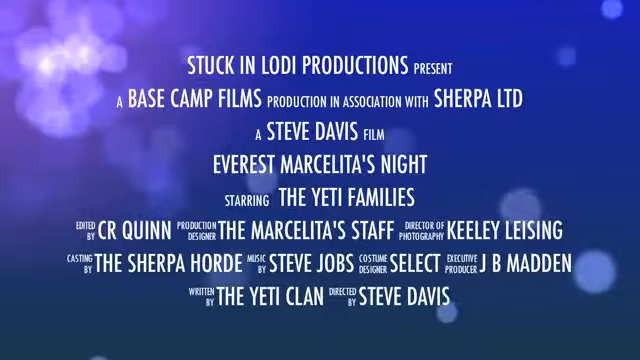 STUCK IN LODI PRODUCTIONS PRESENT
A BASE CAMP FILMS PRODUCTION IN ASSOCIATION WITH SHERPA LTD
A STEVE DAVIS FILM
EVEREST MARCELITA'S NIGHT
STARRING THE YETI FAMILIES
EDITED BY CR QUINN PRODUCTION DESIGNER THE MARCELITA'S STAFF DIRECTOR OF PHOTOGRAPHY KEELEY LEISING
CASTING BY THE SHERPA HORDE MUSIC BY STEVE JOBS COSTUME DESIGNER SELECT EXECUTIVE PRODUCER J B MADDEN
WRITTEN BY THE YETI CLAN DIRECTED BY STEVE DAVIS